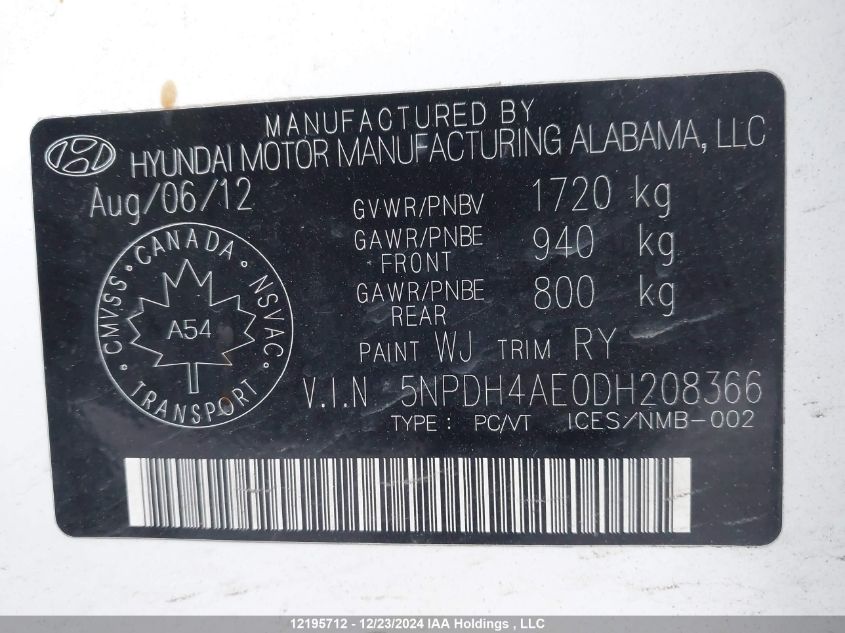 MANUFACTURED BY
HYUNDAI MOTOR MANUFACTURING ALABAMA, LLC
Aug/06/12
GVWR/PNBV 1720 kg
GAWR/PNBE FRONT 940 kg
GAWR/PNBE REAR 800 kg
PAINT WJ TRIM RY
V.I.N 5NPDH4AE0DH208366
TYPE: PC/VT ICES/NMB-002
CMVSS • CANADA • NSVAC • TRANSPORT •
A54
12195712 - 12/23/2024 IAA Holdings , LLC